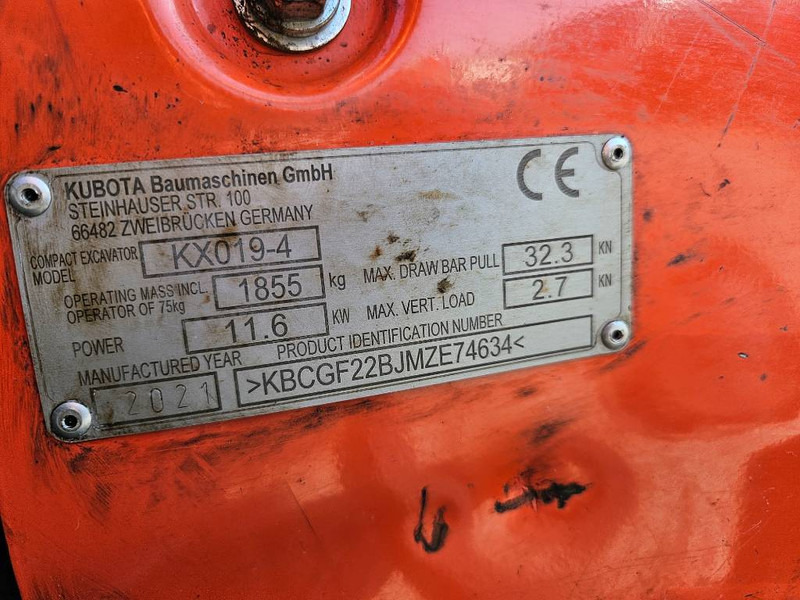 KUBOTA Baumaschinen GmbH
STEINHAUSER STR. 100
66482 ZWEIBRÜCKEN GERMANY
CE
COMPACT EXCAVATOR MODEL KX019-4
OPERATING MASS INCL. OPERATOR OF 75kg 1855 kg
MAX. DRAW BAR PULL 32.3 KN
POWER 11.6 KW
MAX. VERT. LOAD 2.7 KN
MANUFACTURED YEAR
2021
PRODUCT IDENTIFICATION NUMBER
>KBCGF22BJMZE74634<